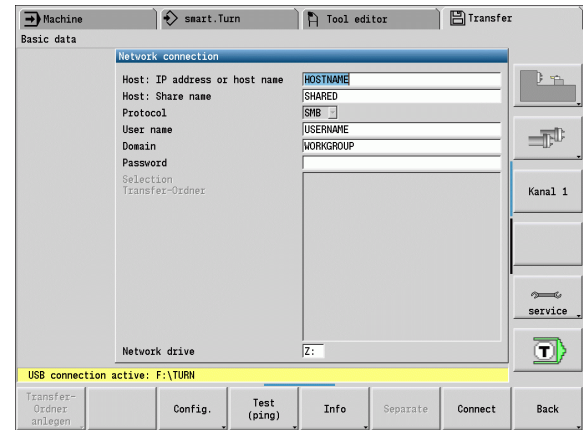 Machine
smart.Turn
Tool editor
Transfer
Basic data
Network connection
Host: IP address or host name
HOSTNAME
Host: Share name
SHARED
Protocol
SMB
User name
USERNAME
Domain
WORKGROUP
Password
Selection
Transfer-Ordner
Network drive
Z:
Kanal 1
service
T
USB connection active: F:\TURN
Transfer-
Ordner
anlegen
Config.
Test
(ping)
Info
Separate
Connect
Back